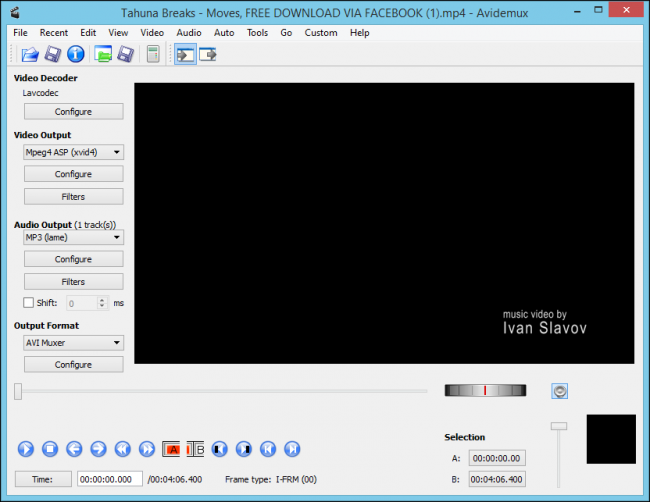 Tahuna Breaks - Moves, FREE DOWNLOAD VIA FACEBOOK (1).mp4 - Avidemux
File Recent Edit View Video Audio Auto Tools Go Custom Help
Video Decoder
Lavcodec
Configure
Video Output
Mpeg4 ASP (xvid4)
Configure
Filters
Audio Output (1 track(s))
MP3 (lame)
Configure
Filters
Shift: 0 ms
Output Format
AVI Muxer
Configure
music video by
Ivan Slavov
A B
Selection
A: 00:00:00.00
B: 00:04:06.400
Time: 00:00:00.000 /00:04:06.400 Frame type: I-FRM (00)